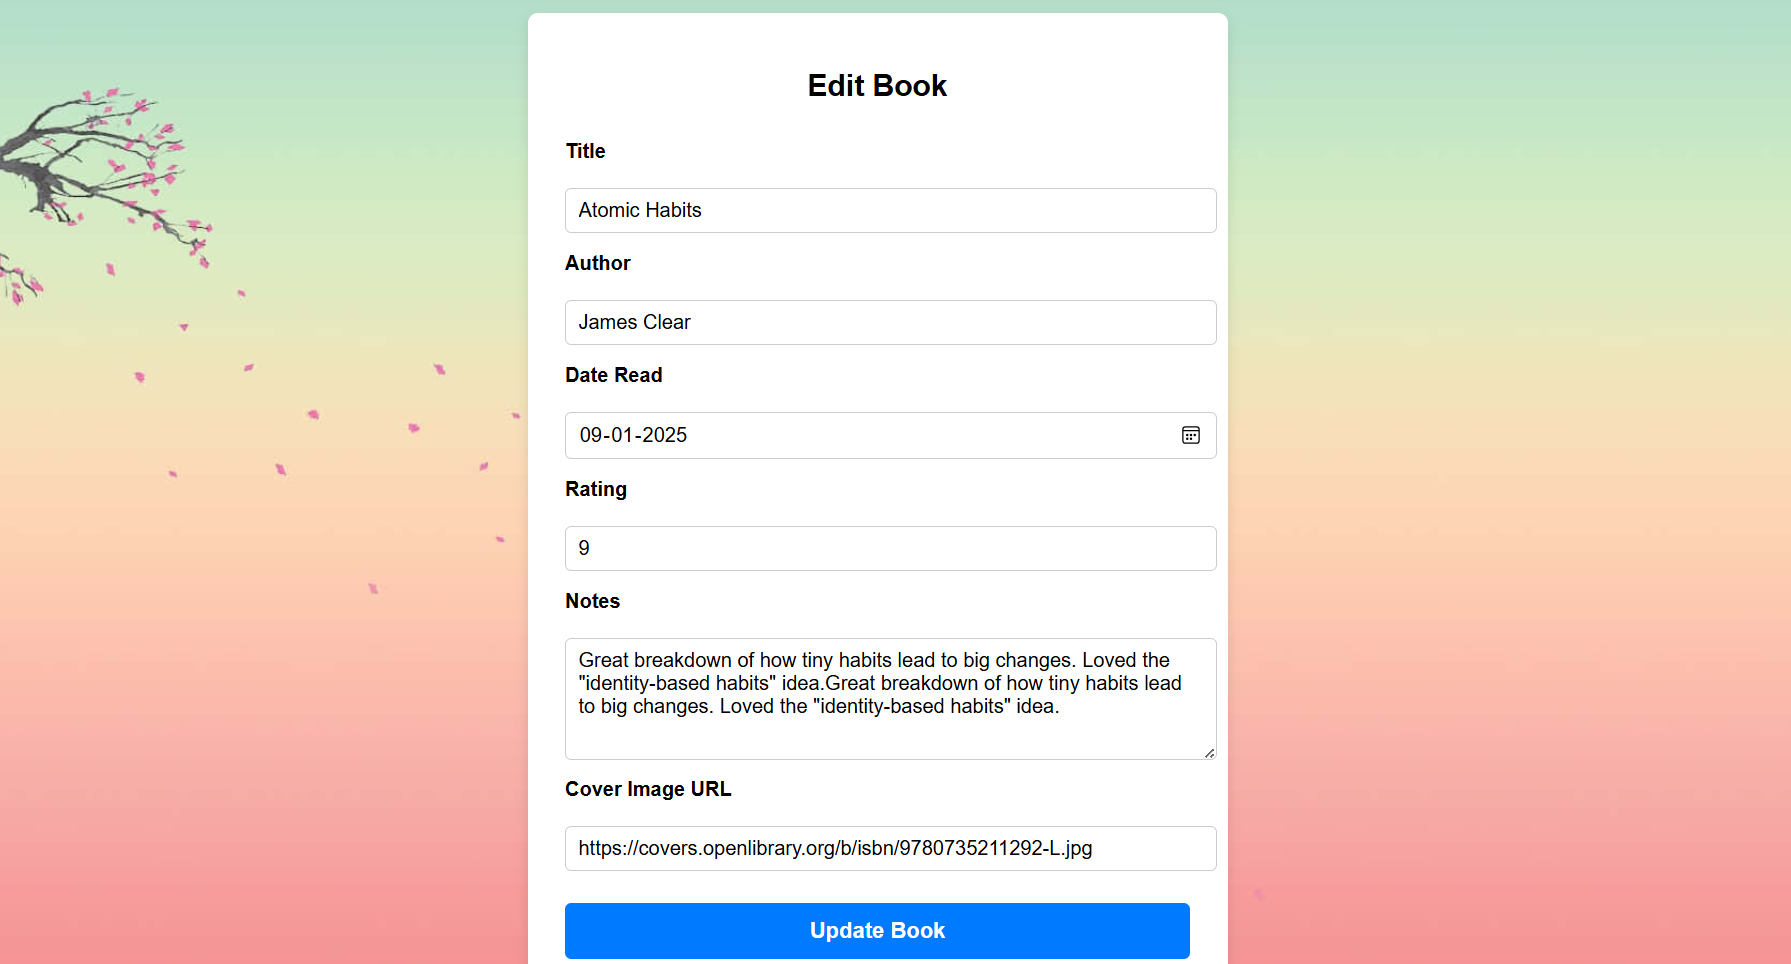 Edit Book
Title
Atomic Habits
Author
James Clear
Date Read
09-01-2025
Rating
9
Notes
Great breakdown of how tiny habits lead to big changes. Loved the
"identity-based habits" idea.Great breakdown of how tiny habits lead
to big changes. Loved the "identity-based habits" idea.
Cover Image URL
https://covers.openlibrary.org/b/isbn/9780735211292-L.jpg
Update Book